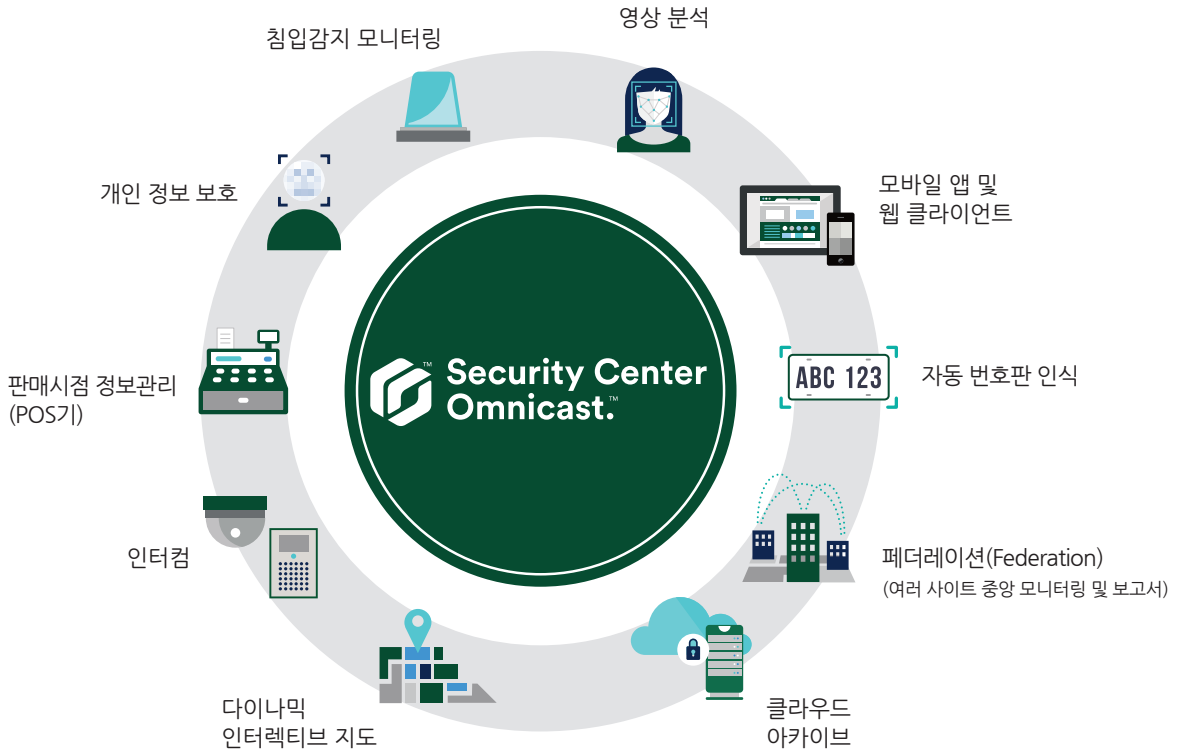 영상 분석
침입감지 모니터링
개인 정보 보호
모바일 앱 및
웹 클라이언트
™
Security Center
Omnicast.™
ABC 123
자동 번호판 인식
판매시점 정보관리
(POS기)
인터컴
페더레이션(Federation)
(여러 사이트 중앙 모니터링 및 보고서)
다이나믹
인터렉티브 지도
클라우드
아카이브